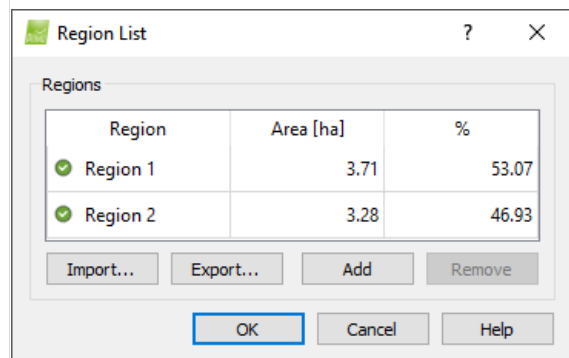 Region List ? ×
Regions
Region Area [ha] %
Region 1 3.71 53.07
Region 2 3.28 46.93
Import... Export... Add Remove
OK Cancel Help